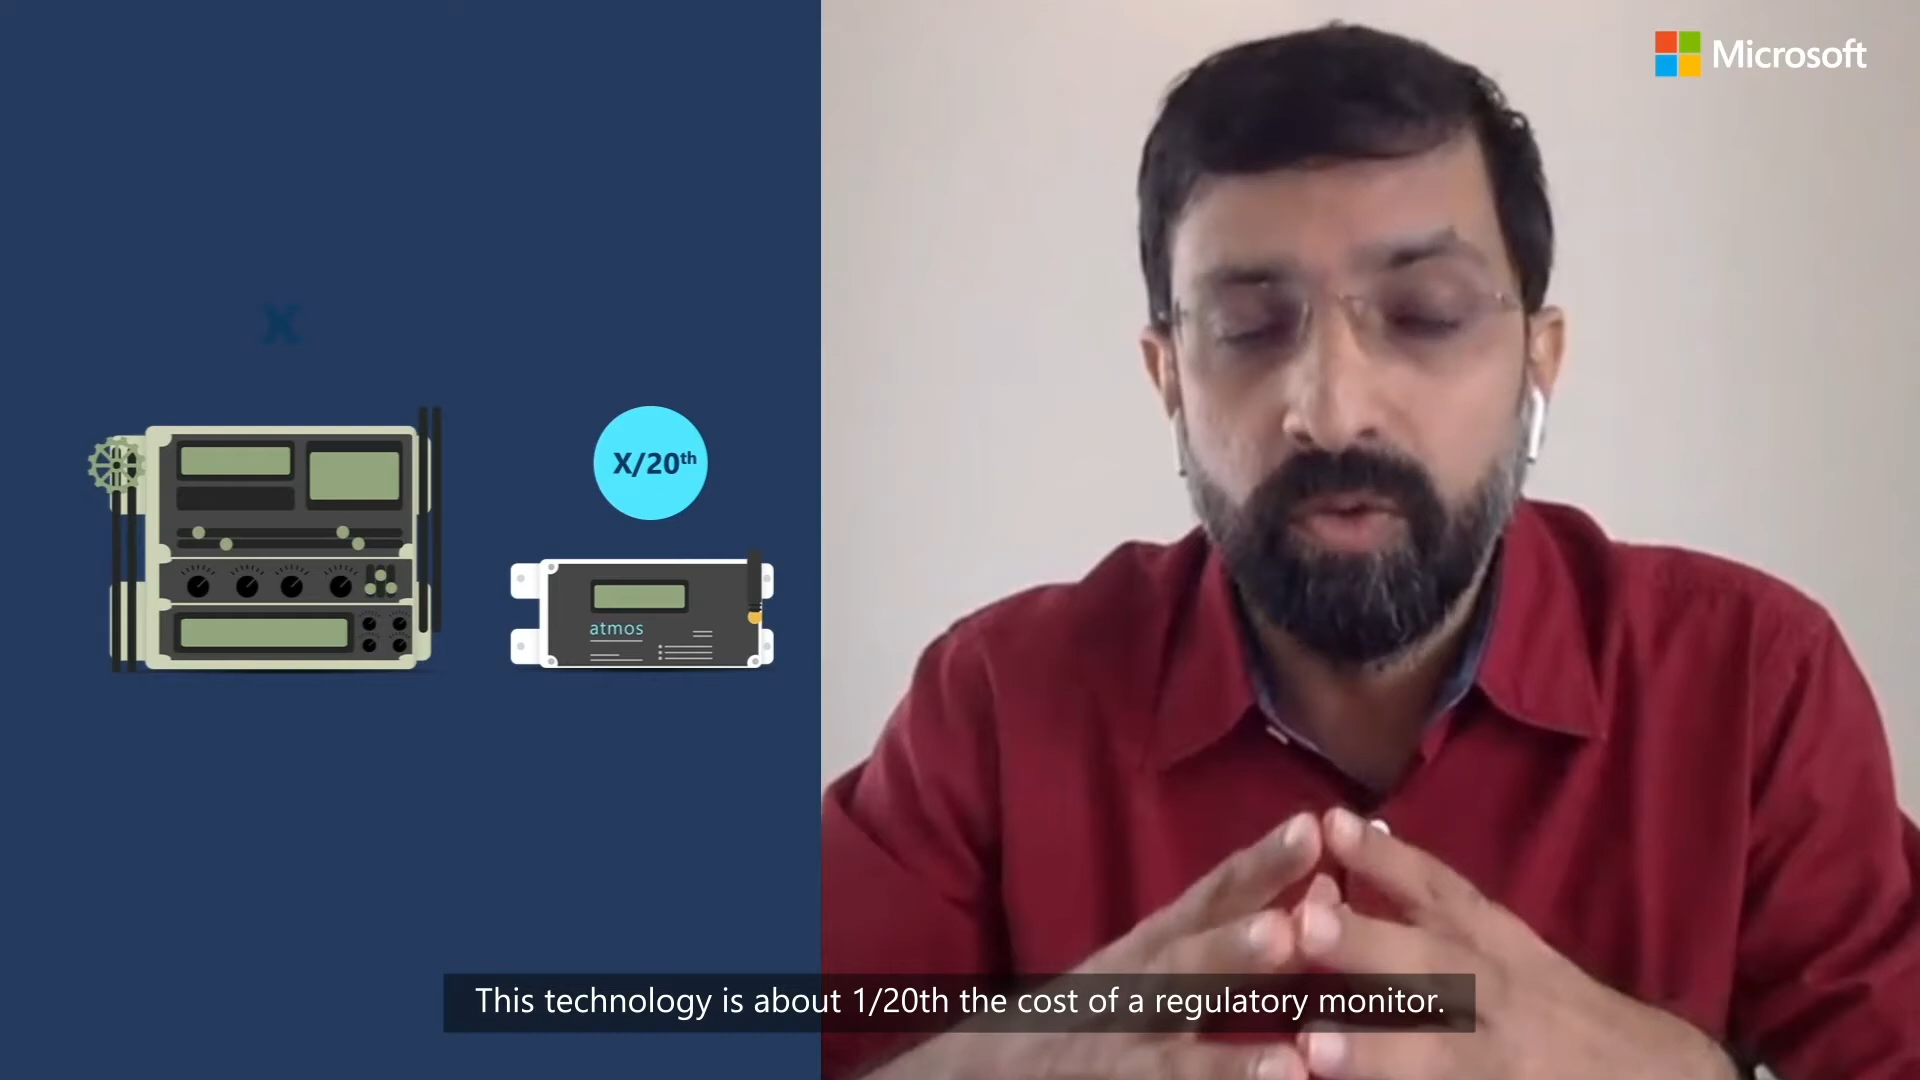 Microsoft
X
X/20th
atmos
This technology is about 1/20th the cost of a regulatory monitor.